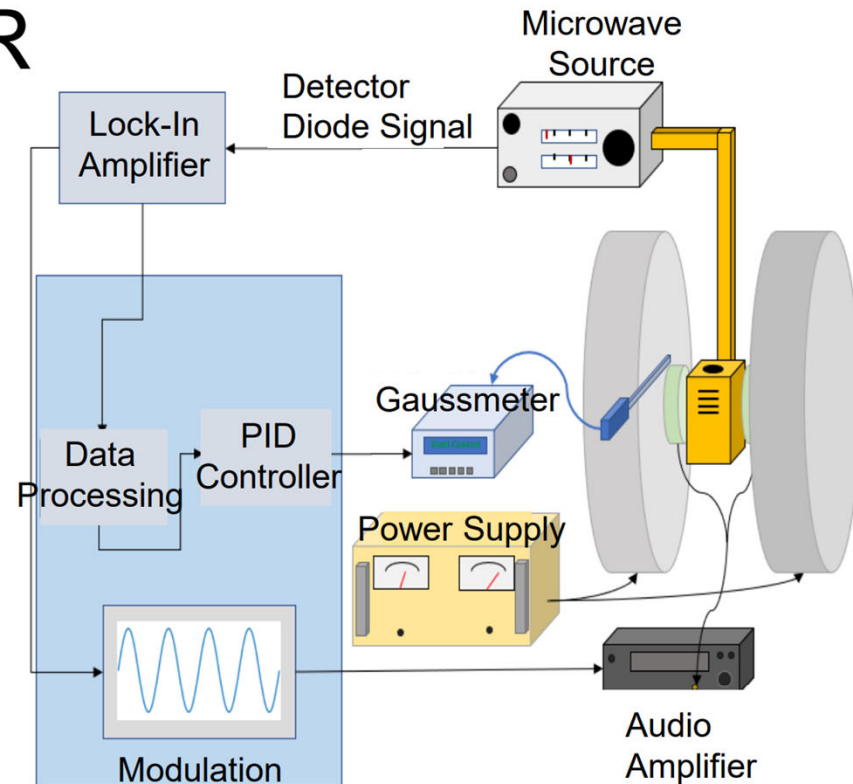 R
Microwave
Source
Detector
Diode Signal
Lock-In
Amplifier
Gaussmeter
PID
Controller
Data
Processing
Power Supply
Audio
Amplifier
Modulation